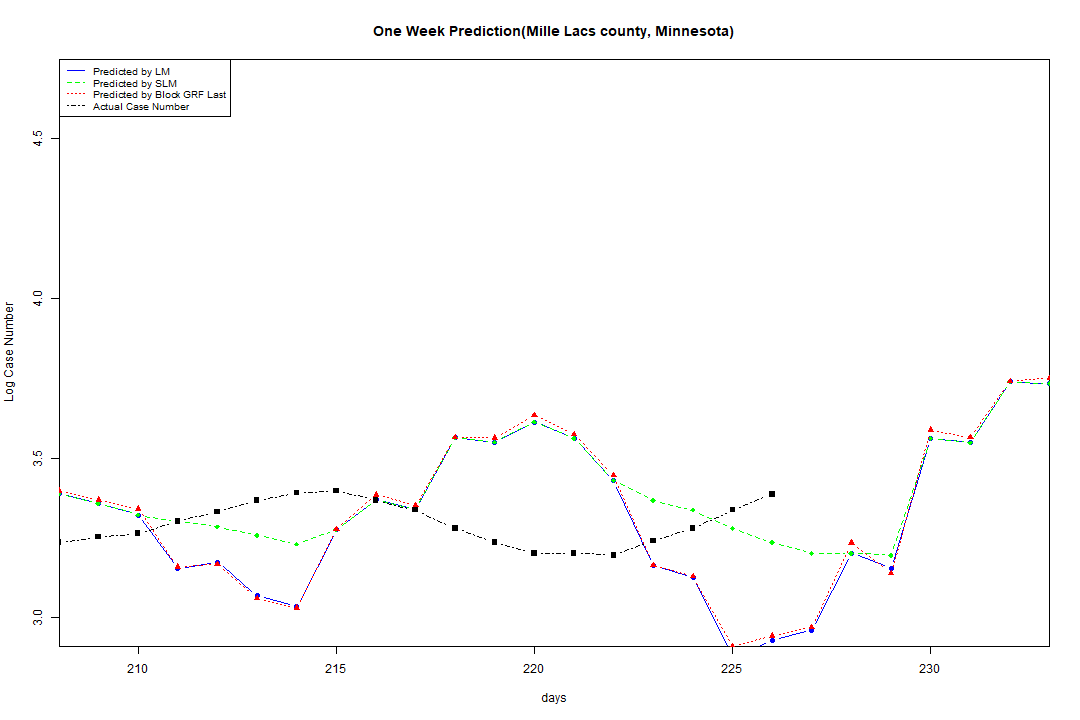 One Week Prediction(Mille Lacs county, Minnesota)
Predicted by LM
Predicted by SLM
Predicted by Block GRF Last
Actual Case Number
4.5
4.0
3.5
3.0
Log Case Number
210 215 220 225 230
days